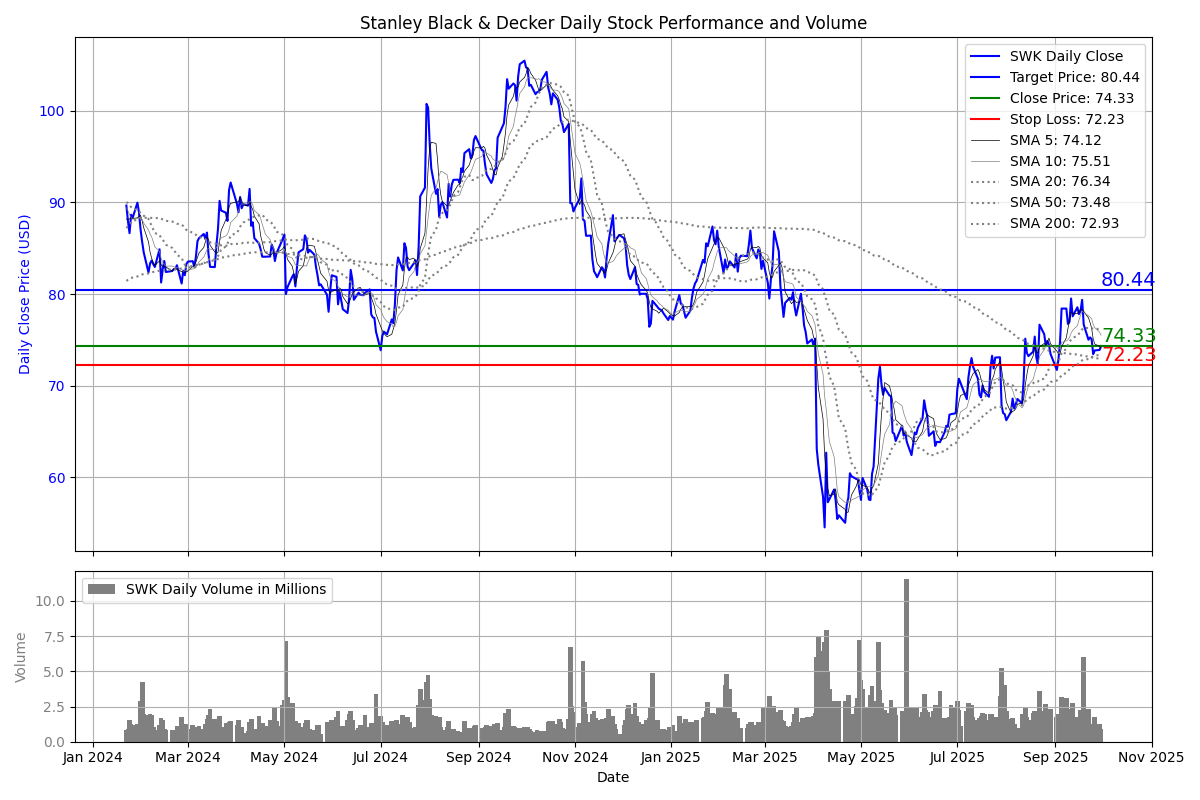 Stanley Black & Decker Daily Stock Performance and Volume
SWK Daily Close
Target Price: 80.44
Close Price: 74.33
Stop Loss: 72.23
SMA 5: 74.12
SMA 10: 75.51
SMA 20: 76.34
SMA 50: 73.48
SMA 200: 72.93
Daily Close Price (USD)
100
90
80
70
60
80.44
74.33
72.23
SWK Daily Volume in Millions
Volume
10.0
7.5
5.0
2.5
0.0
Jan 2024 Mar 2024 May 2024 Jul 2024 Sep 2024 Nov 2024 Jan 2025 Mar 2025 May 2025 Jul 2025 Sep 2025 Nov 2025
Date